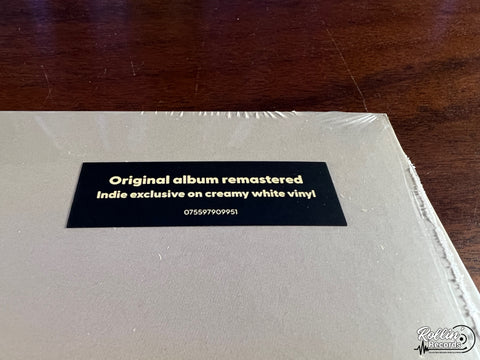 Original album remastered
Indie exclusive on creamy white vinyl
075597909951
Rollin'
Records